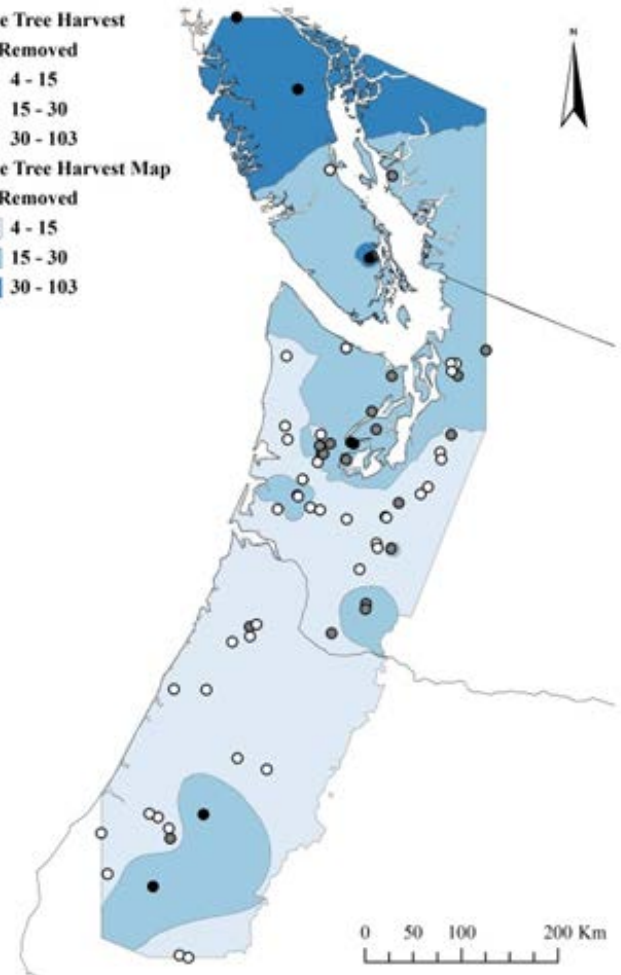 e Tree Harvest
Removed
4 - 15
15 - 30
30 - 103
e Tree Harvest Map
Removed
4 - 15
15 - 30
30 - 103
N
0 50 100 200 Km